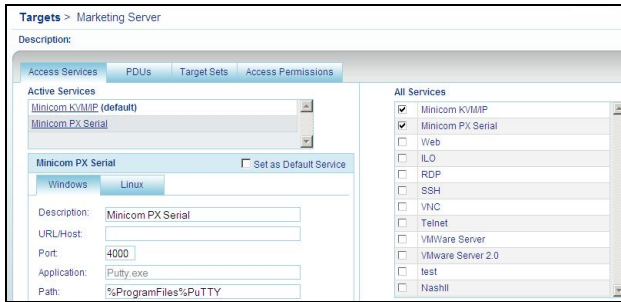 Targets > Marketing Server
Description:
Access Services PDUs Target Sets Access Permissions
Active Services
Minicom KVM/IP (default)
Minicom PX Serial
Minicom PX Serial Set as Default Service
Windows Linux
Description: Minicom PX Serial
URL/Host:
Port: 4000
Application: Putty.exe
Path: %ProgramFiles%PuTTY
All Services
Minicom KVM/IP
Minicom PX Serial
Web
ILO
RDP
SSH
VNC
Telnet
VMWare Server
VMware Server 2.0
test
NashII